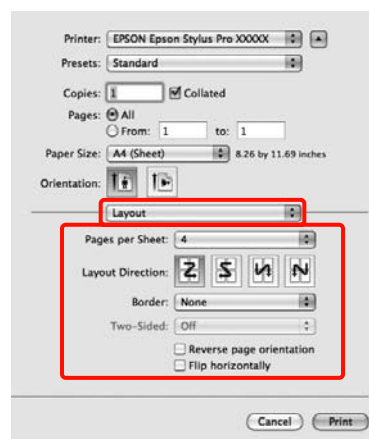 Printer: EPSON Epson Stylus Pro XXXXX
Presets: Standard
Copies: 1 Collated
Pages: All
From: 1 to: 1
Paper Size: A4 (Sheet) 8.26 by 11.69 inches
Orientation:
Layout
Pages per Sheet: 4
Layout Direction:
Border: None
Two-Sided: Off
Reverse page orientation
Flip horizontally
Cancel Print